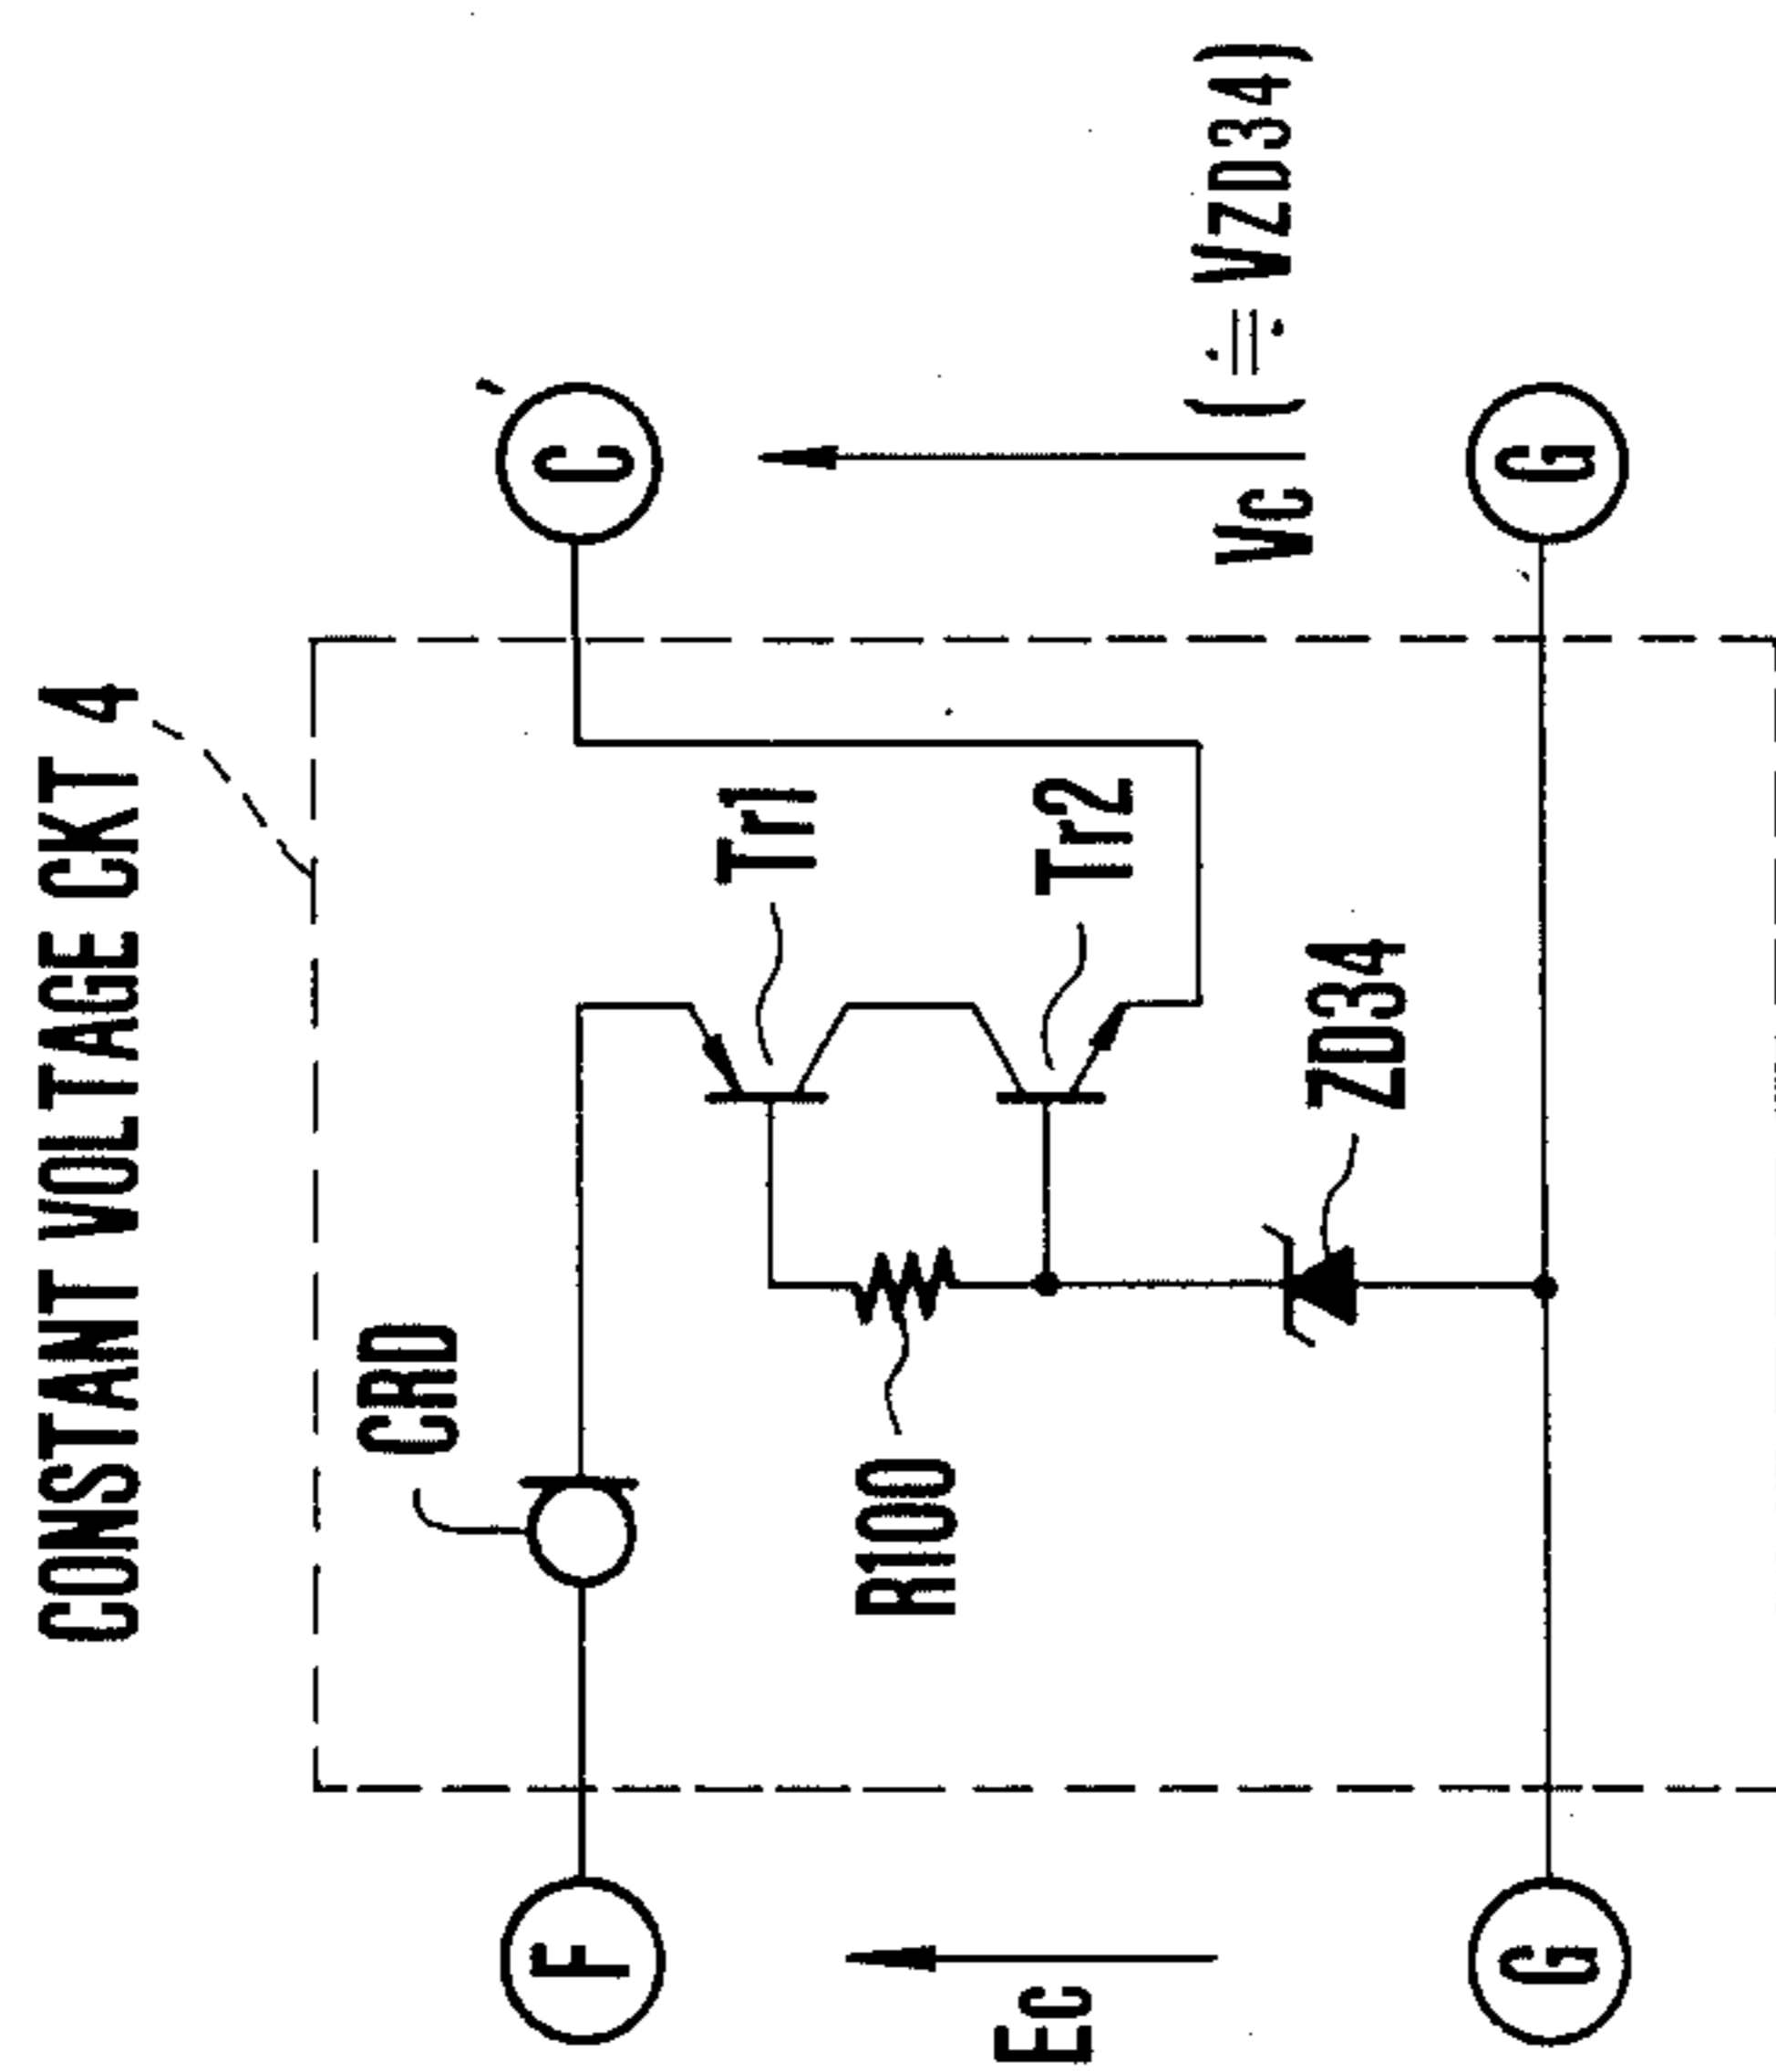 CONSTANT VOLTAGE CKT 4
CRD
F
C
Tr1
R100
Ec
Tr2
Vc (≒VZD34)
ZD34
G
G